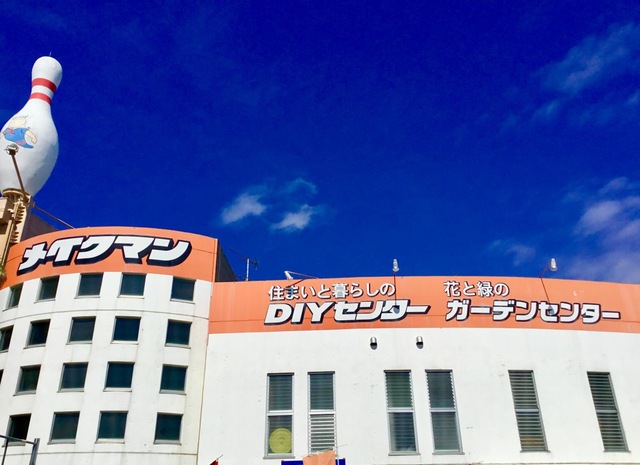 メイクマン
住まいと暮らしの
DIYセンター
花と緑の
ガーデンセンター